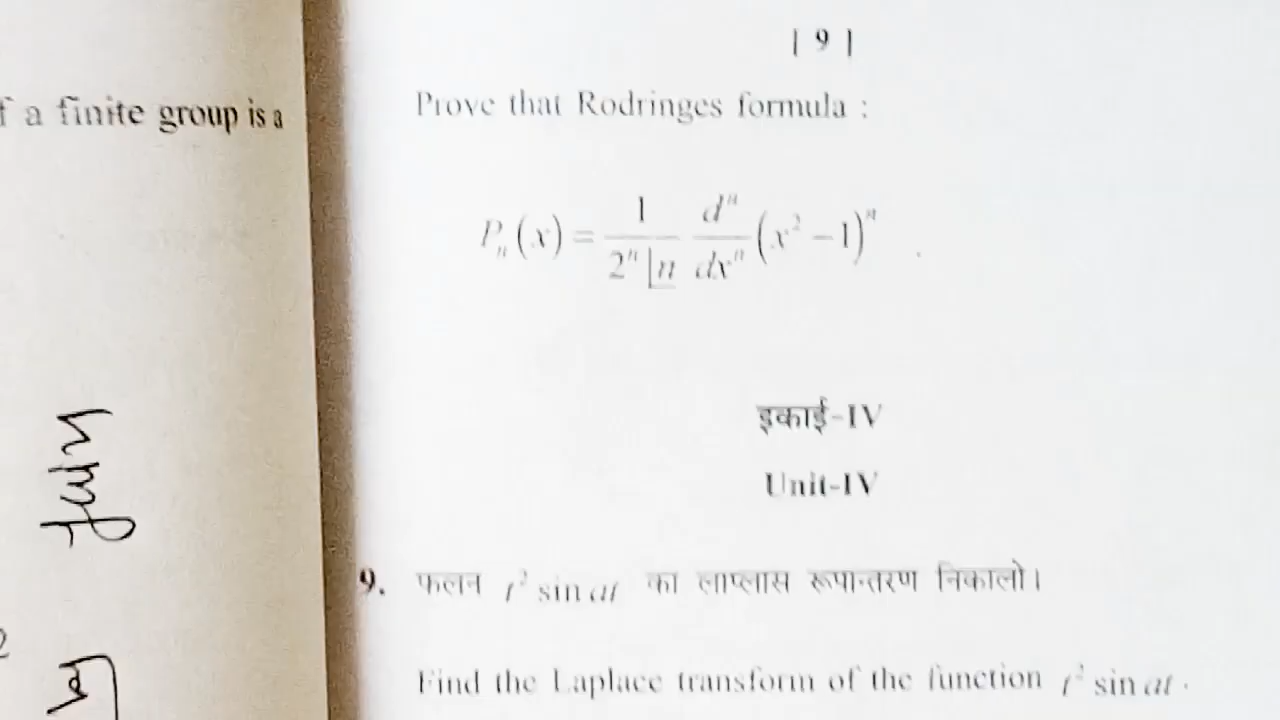 f a finite group is a
2
| 9 |
Prove that Rodringes formula :
Pₙ(x) = 1/(2ⁿ |n) dⁿ/dxⁿ (x² – 1)ⁿ
इकाई-IV
Unit-IV
9. फलन t² sin at का लाप्लास रूपान्तरण निकालो।
Find the Laplace transform of the function t² sin at .